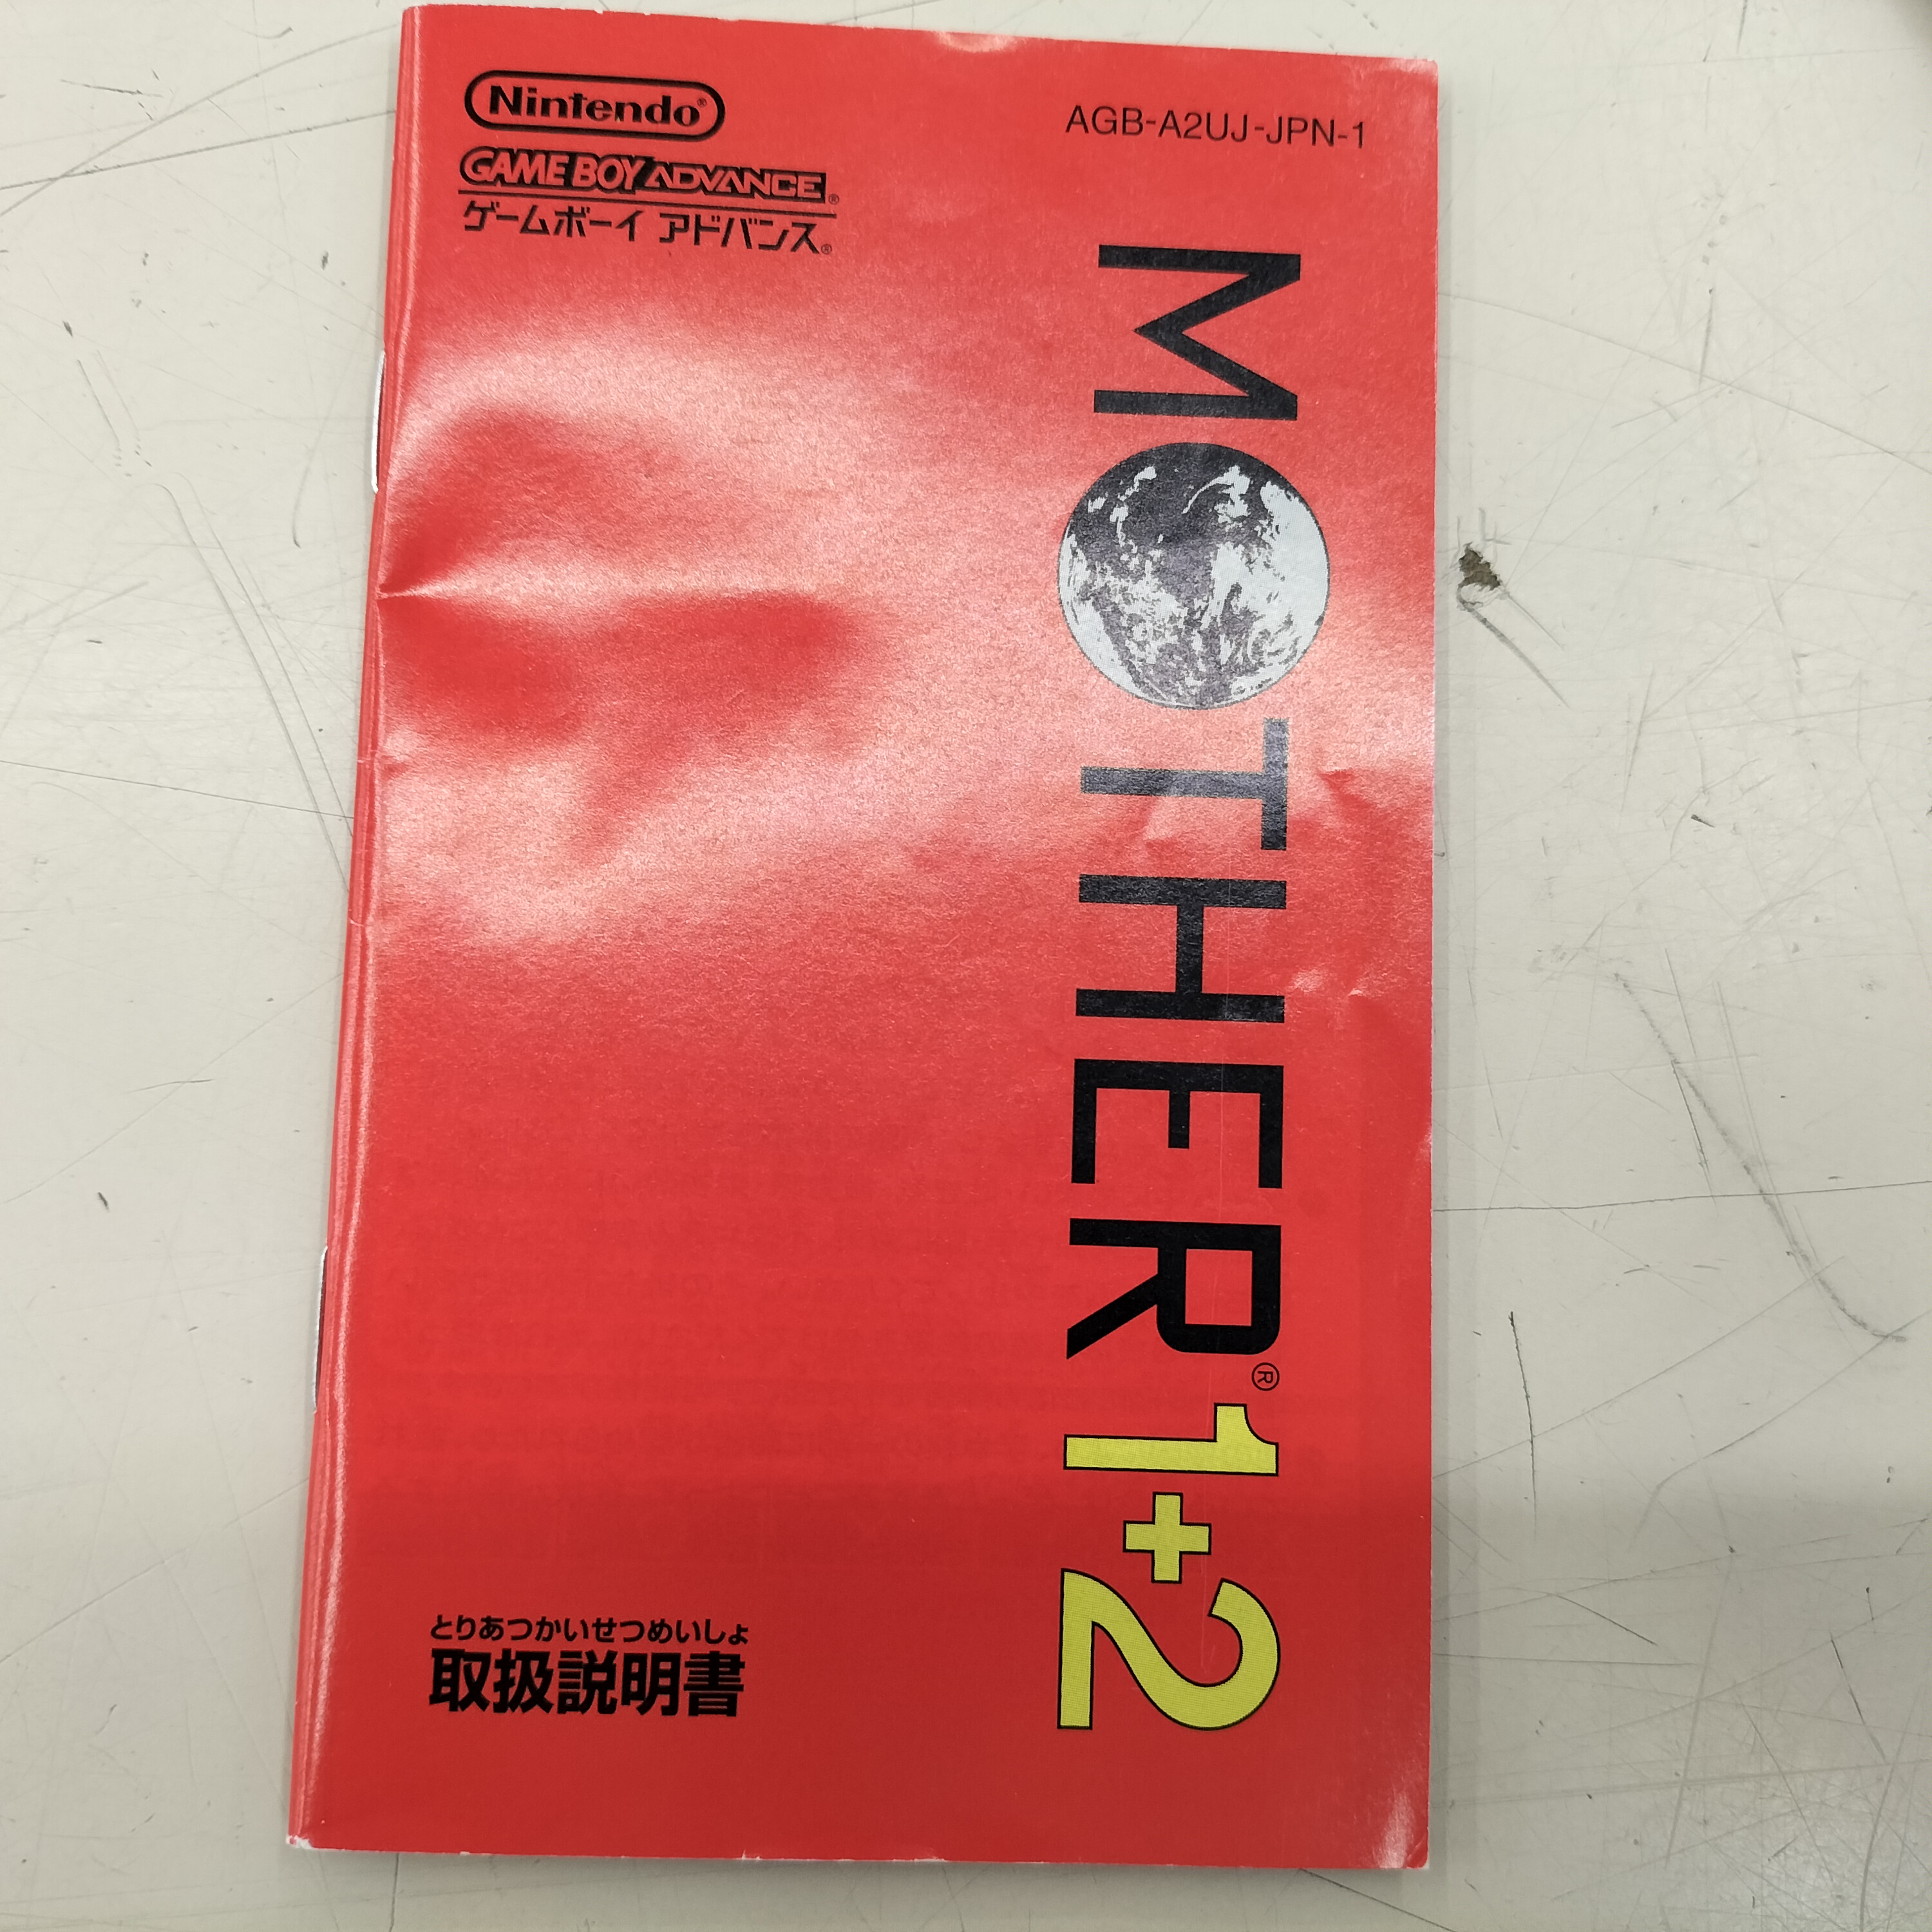 Nintendo®
AGB-A2UJ-JPN-1
GAME BOY ADVANCE®
ゲームボーイ アドバンス®
MOTHER®1+2
とりあつかいせつめいしょ
取扱説明書